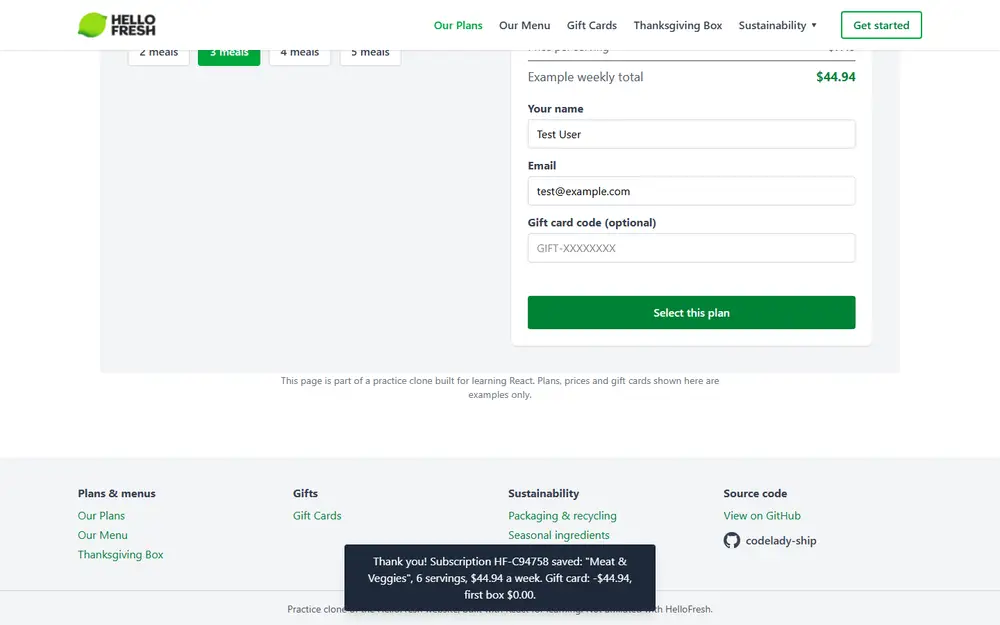 HELLO
FRESH
Our Plans Our Menu Gift Cards Thanksgiving Box Sustainability ▼ Get started
2 meals 3 meals 4 meals 5 meals
Example weekly total $44.94
Your name
Test User
Email
test@example.com
Gift card code (optional)
GIFT-XXXXXXXX
Select this plan
This page is part of a practice clone built for learning React. Plans, prices and gift cards shown here are
examples only.
Plans & menus
Our Plans
Our Menu
Thanksgiving Box
Gifts
Gift Cards
Sustainability
Packaging & recycling
Seasonal ingredients
Source code
View on GitHub
codelady-ship
Thank you! Subscription HF-C94758 saved: "Meat &
Veggies", 6 servings, $44.94 a week. Gift card: -$44.94,
first box $0.00.
Practice clone with HelloFresh.